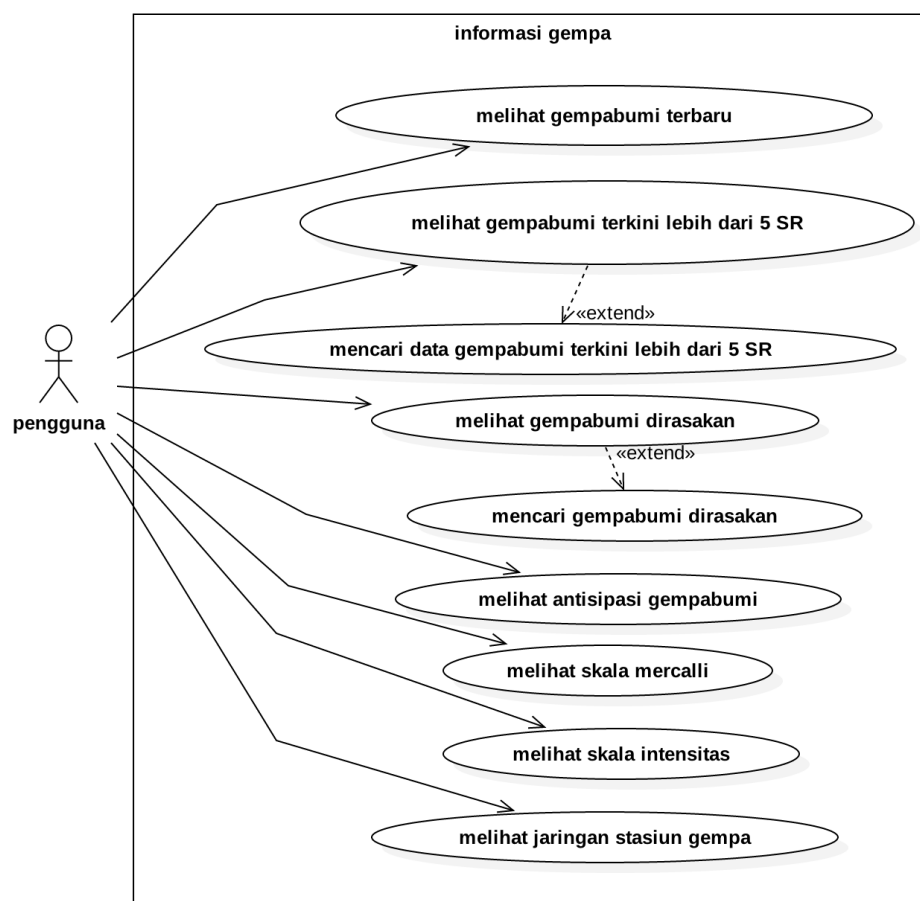 informasi gempa
melihat gempabumi terbaru
melihat gempabumi terkini lebih dari 5 SR
«extend»
mencari data gempabumi terkini lebih dari 5 SR
melihat gempabumi dirasakan
pengguna
«extend»
mencari gempabumi dirasakan
melihat antisipasi gempabumi
melihat skala mercalli
melihat skala intensitas
melihat jaringan stasiun gempa